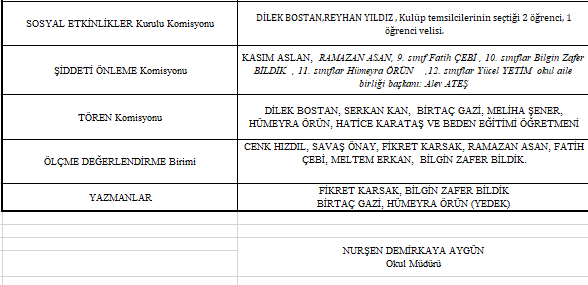 SOSYAL ETKİNLİKLER Kurulu Komisyonu
DİLEK BOSTAN,REYHAN YILDIZ , Kulüp temsilcilerinin seçtiği 2 öğrenci, 1
öğrenci velisi.
ŞİDDETİ ÖNLEME Komisyonu
KASIM ASLAN, RAMAZAN ASAN, 9. sınıf Fatih ÇEBİ , 10. sınıflar Bilgin Zafer
BİLDİK , 11. sınıflar Hümeyra ÖRÜN ,12. sınıflar Yücel YETİM okul aile
birliği başkanı: Alev ATEŞ
TÖREN Komisyonu
DİLEK BOSTAN, SERKAN KAN, BİRTAÇ GAZİ, MELİHA ŞENER,
HÜMEYRA ÖRÜN, HATİCE KARATAŞ VE BEDEN EĞİTİMİ ÖĞRETMENİ
ÖLÇME DEĞERLENDİRME Birimi
CENK HIZDIL, SAVAŞ ÖNAY, FİKRET KARSAK, RAMAZAN ASAN, FATİH
ÇEBİ, MELTEM ERKAN, BİLGİN ZAFER BİLDİK.
YAZMANLAR
FİKRET KARSAK, BİLGİN ZAFER BİLDİK
BİRTAÇ GAZİ, HÜMEYRA ÖRÜN (YEDEK)
NURŞEN DEMİRKAYA AYGÜN
Okul Müdürü